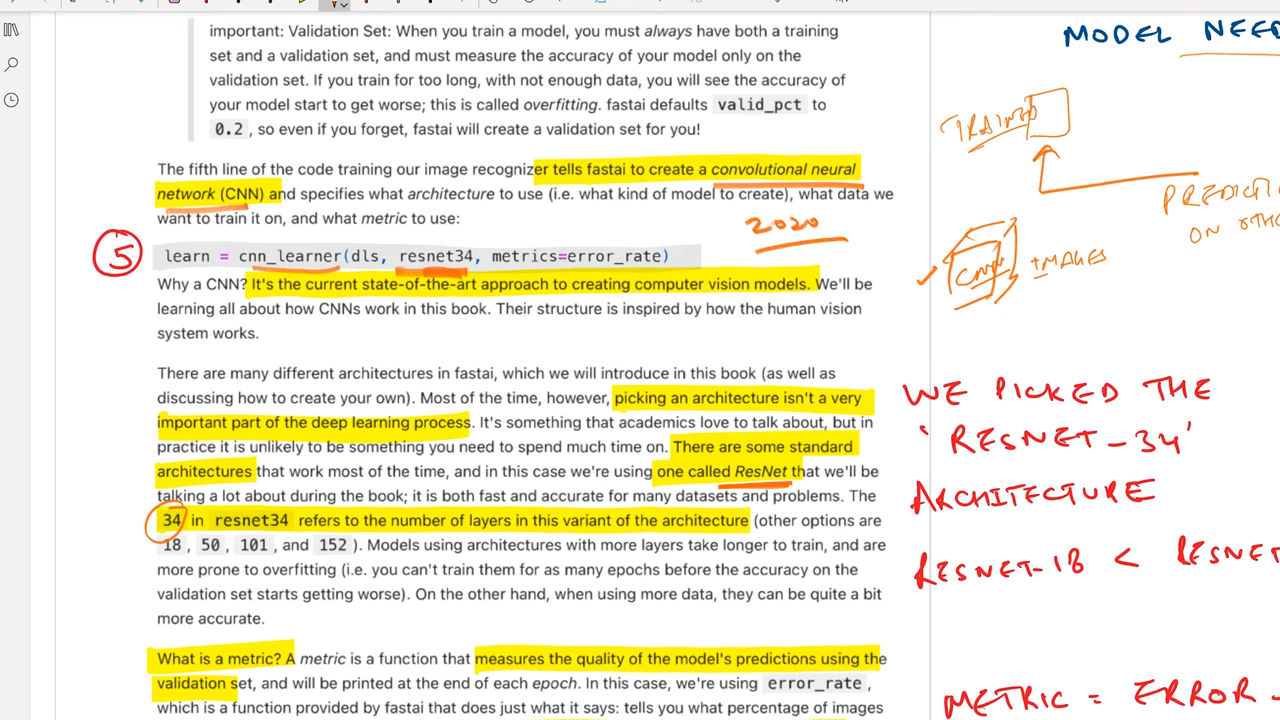 important: Validation Set: When you train a model, you must always have both a training
set and a validation set, and must measure the accuracy of your model only on the
validation set. If you train for too long, with not enough data, you will see the accuracy of
your model start to get worse; this is called overfitting. fastai defaults valid_pct to
0.2, so even if you forget, fastai will create a validation set for you!
The fifth line of the code training our image recognizer tells fastai to create a convolutional neural
network (CNN) and specifies what architecture to use (i.e. what kind of model to create), what data we
want to train it on, and what metric to use:
2020
5
learn = cnn_learner(dls, resnet34, metrics=error_rate)
Why a CNN? It's the current state-of-the-art approach to creating computer vision models. We'll be
learning all about how CNNs work in this book. Their structure is inspired by how the human vision
system works.
There are many different architectures in fastai, which we will introduce in this book (as well as
discussing how to create your own). Most of the time, however, picking an architecture isn't a very
important part of the deep learning process. It's something that academics love to talk about, but in
practice it is unlikely to be something you need to spend much time on. There are some standard
architectures that work most of the time, and in this case we're using one called ResNet that we'll be
talking a lot about during the book; it is both fast and accurate for many datasets and problems. The
34 in resnet34 refers to the number of layers in this variant of the architecture (other options are
18, 50, 101, and 152). Models using architectures with more layers take longer to train, and are
more prone to overfitting (i.e. you can't train them for as many epochs before the accuracy on the
validation set starts getting worse). On the other hand, when using more data, they can be quite a bit
more accurate.
What is a metric? A metric is a function that measures the quality of the model's predictions using the
validation set, and will be printed at the end of each epoch. In this case, we're using error_rate,
which is a function provided by fastai that does just what it says: tells you what percentage of images
MODEL NEE
TRAINED
PREDICTI
ON OTH
IMAGES
WE PICKED THE
'RESNET-34'
ARCHITECTURE
RESNET-18 < RESNE
METRIC = ERROR-